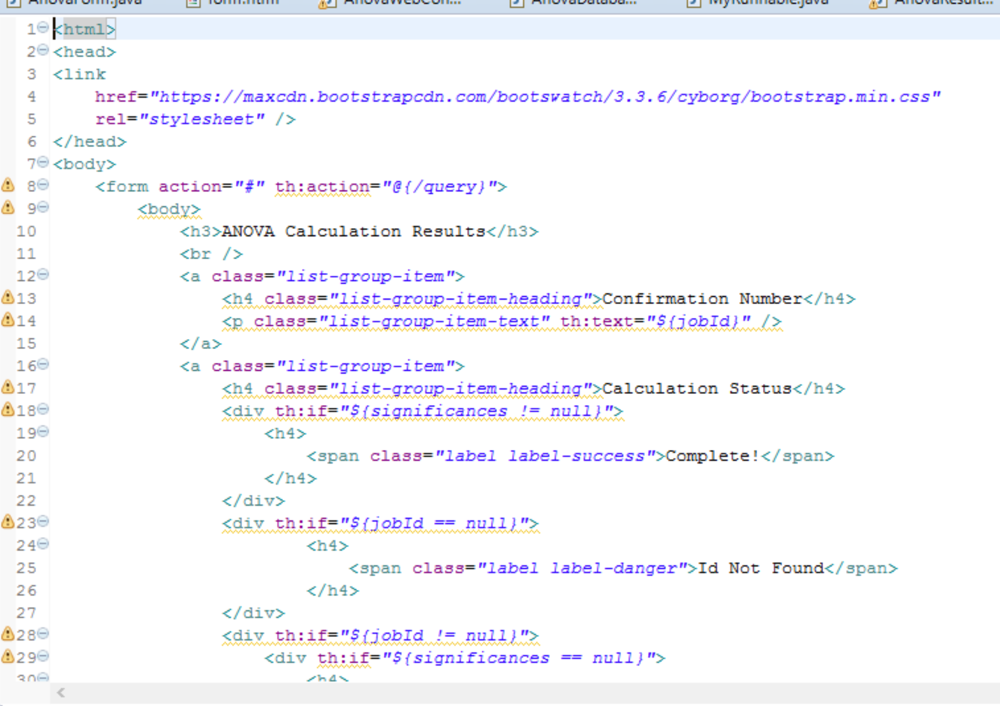 AnovaForm.java form.html AnovaWebCon... AnovaDataba... MyRunnable.java AnovaResult...
1 <html>
2 <head>
3 <link
4 href="https://maxcdn.bootstrapcdn.com/bootswatch/3.3.6/cyborg/bootstrap.min.css"
5 rel="stylesheet" />
6 </head>
7 <body>
8 <form action="#" th:action="@{/query}">
9 <body>
10 <h3>ANOVA Calculation Results</h3>
11 <br />
12 <a class="list-group-item">
13 <h4 class="list-group-item-heading">Confirmation Number</h4>
14 <p class="list-group-item-text" th:text="${jobId}" />
15 </a>
16 <a class="list-group-item">
17 <h4 class="list-group-item-heading">Calculation Status</h4>
18 <div th:if="${significances != null}">
19 <h4>
20 <span class="label label-success">Complete!</span>
21 </h4>
22 </div>
23 <div th:if="${jobId == null}">
24 <h4>
25 <span class="label label-danger">Id Not Found</span>
26 </h4>
27 </div>
28 <div th:if="${jobId != null}">
29 <div th:if="${significances == null}">
30 <h4>